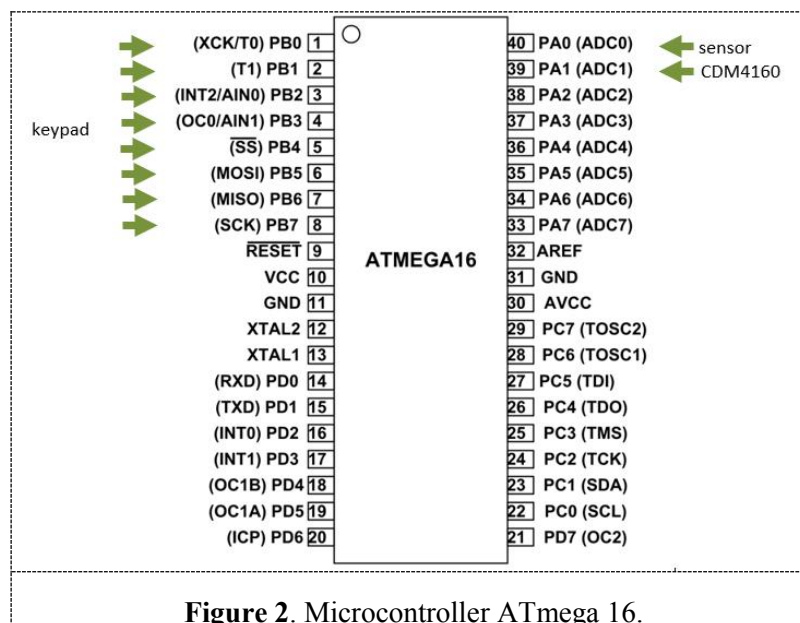 (XCK/T0) PB0 1 40 PA0 (ADC0) sensor
(T1) PB1 2 39 PA1 (ADC1) CDM4160
(INT2/AIN0) PB2 3 38 PA2 (ADC2)
keypad (OC0/AIN1) PB3 4 37 PA3 (ADC3)
(SS) PB4 5 36 PA4 (ADC4)
(MOSI) PB5 6 35 PA5 (ADC5)
(MISO) PB6 7 34 PA6 (ADC6)
(SCK) PB7 8 33 PA7 (ADC7)
RESET 9 32 AREF
ATMEGA16
VCC 10 31 GND
GND 11 30 AVCC
XTAL2 12 29 PC7 (TOSC2)
XTAL1 13 28 PC6 (TOSC1)
(RXD) PD0 14 27 PC5 (TDI)
(TXD) PD1 15 26 PC4 (TDO)
(INT0) PD2 16 25 PC3 (TMS)
(INT1) PD3 17 24 PC2 (TCK)
(OC1B) PD4 18 23 PC1 (SDA)
(OC1A) PD5 19 22 PC0 (SCL)
(ICP) PD6 20 21 PD7 (OC2)
Figure 2. Microcontroller ATmega 16.